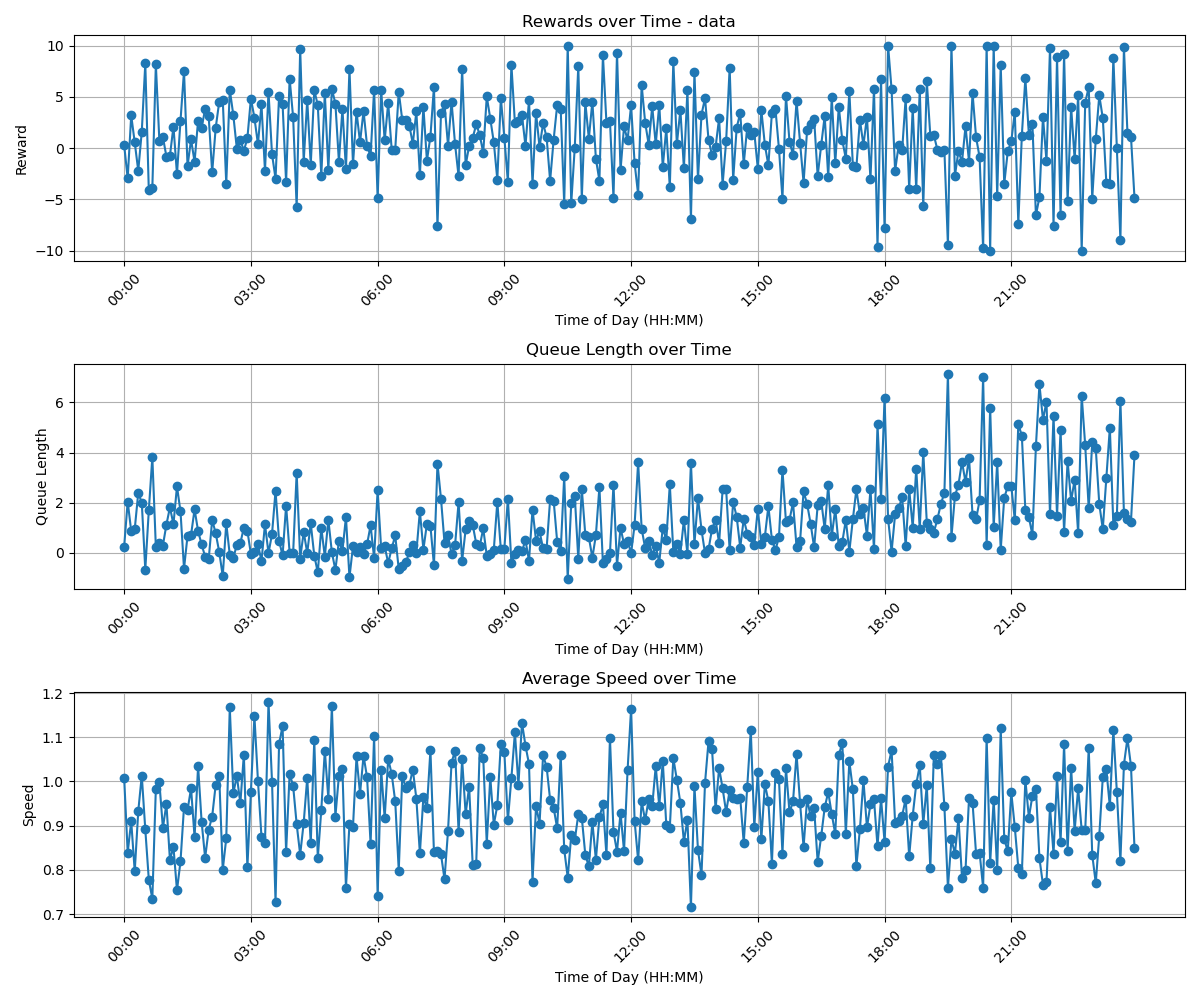 Rewards over Time - data
10
5
0
−5
−10
Reward
00:00 03:00 06:00 09:00 12:00 15:00 18:00 21:00
Time of Day (HH:MM)
Queue Length over Time
6
4
2
0
Queue Length
00:00 03:00 06:00 09:00 12:00 15:00 18:00 21:00
Time of Day (HH:MM)
Average Speed over Time
1.2
1.1
1.0
0.9
0.8
0.7
Speed
00:00 03:00 06:00 09:00 12:00 15:00 18:00 21:00
Time of Day (HH:MM)